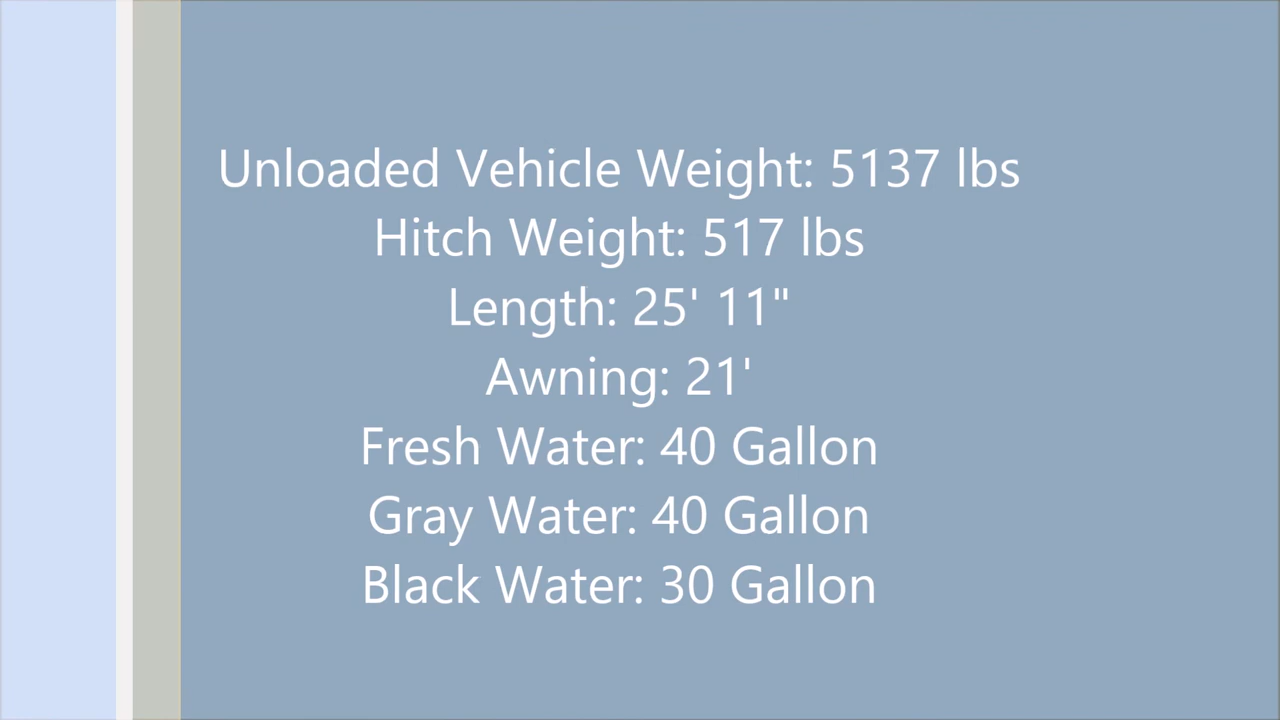 Unloaded Vehicle Weight: 5137 lbs
Hitch Weight: 517 lbs
Length: 25' 11"
Awning: 21'
Fresh Water: 40 Gallon
Gray Water: 40 Gallon
Black Water: 30 Gallon